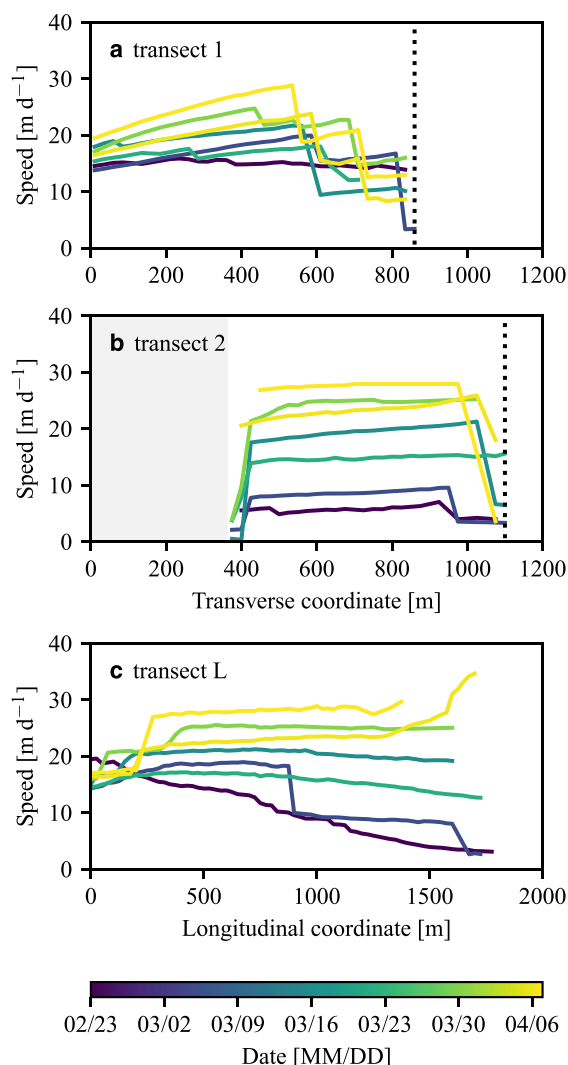 40
30
20
10
0
Speed [m d⁻¹]
a transect 1
0 200 400 600 800 1000 1200
40
30
20
10
0
Speed [m d⁻¹]
b transect 2
0 200 400 600 800 1000 1200
Transverse coordinate [m]
40
30
20
10
0
Speed [m d⁻¹]
c transect L
0 500 1000 1500 2000
Longitudinal coordinate [m]
02/23 03/02 03/09 03/16 03/23 03/30 04/06
Date [MM/DD]